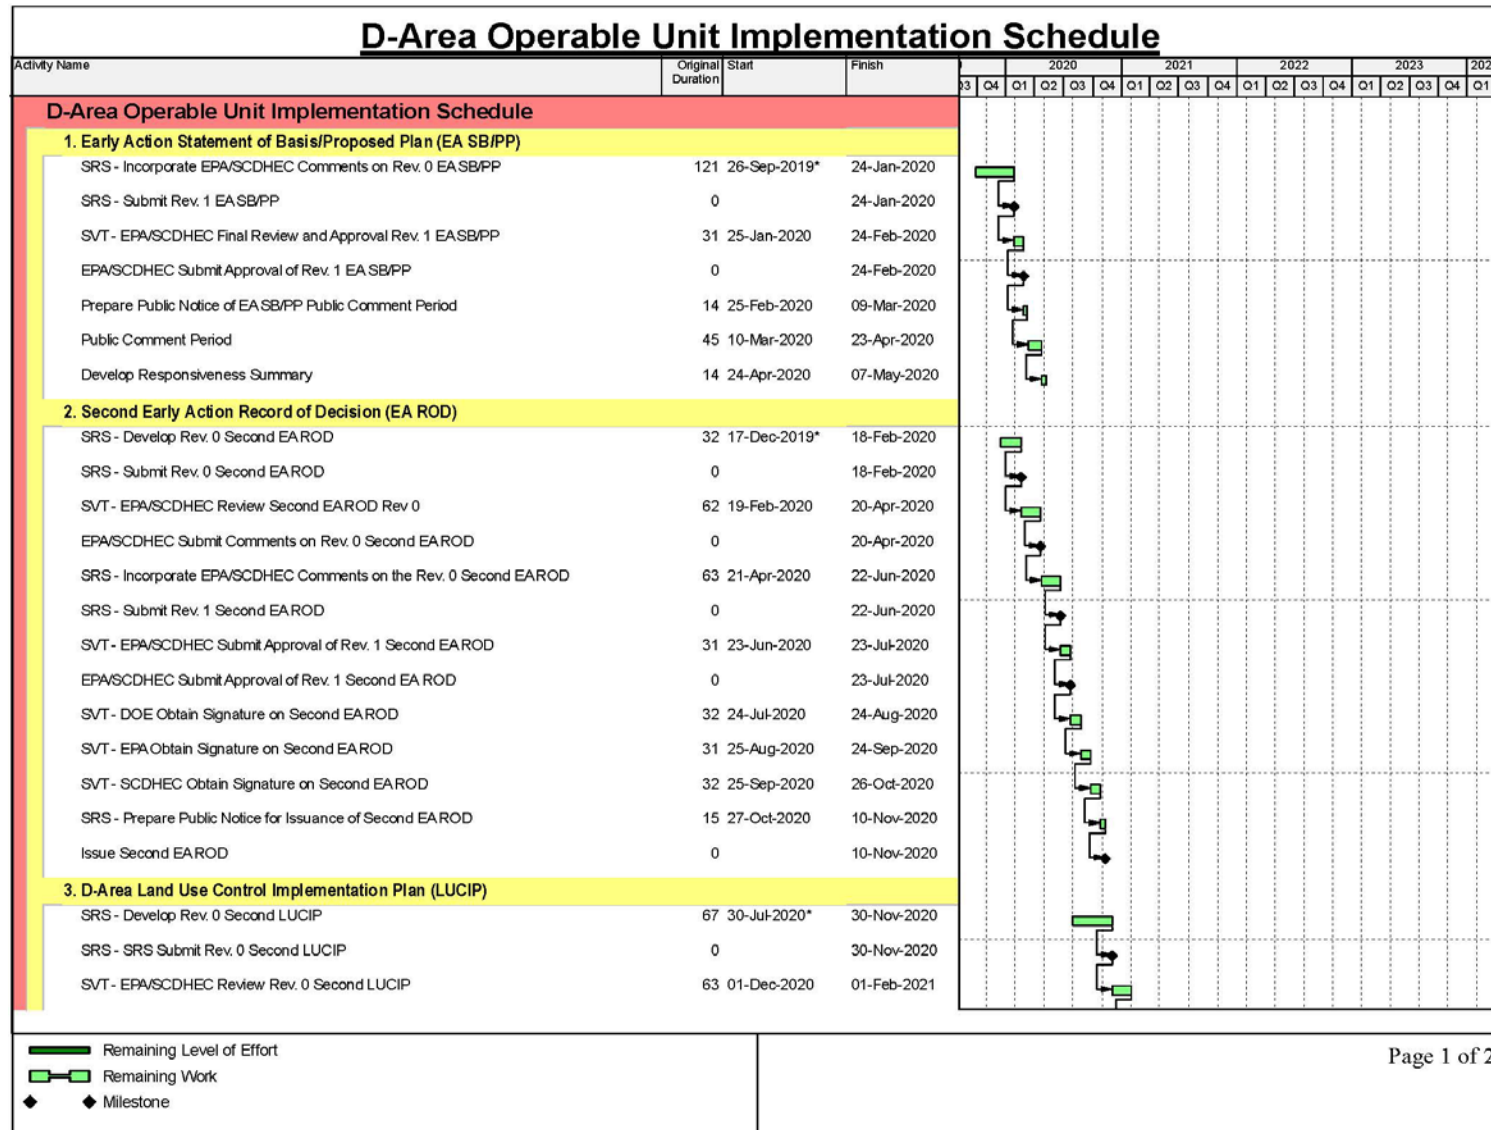 D-Area Operable Unit Implementation Schedule
Activity Name Original Duration Start Finish 2020 2021 2022 2023 202
Q3 Q4 Q1 Q2 Q3 Q4 Q1 Q2 Q3 Q4 Q1 Q2 Q3 Q4 Q1 Q2 Q3 Q4 Q1
D-Area Operable Unit Implementation Schedule
1. Early Action Statement of Basis/Proposed Plan (EA SB/PP)
SRS - Incorporate EPA/SCDHEC Comments on Rev. 0 EA SB/PP 121 26-Sep-2019* 24-Jan-2020
SRS - Submit Rev. 1 EA SB/PP 0 24-Jan-2020
SVT - EPA/SCDHEC Final Review and Approval Rev. 1 EA SB/PP 31 25-Jan-2020 24-Feb-2020
EPA/SCDHEC Submit Approval of Rev. 1 EA SB/PP 0 24-Feb-2020
Prepare Public Notice of EA SB/PP Public Comment Period 14 25-Feb-2020 09-Mar-2020
Public Comment Period 45 10-Mar-2020 23-Apr-2020
Develop Responsiveness Summary 14 24-Apr-2020 07-May-2020
2. Second Early Action Record of Decision (EA ROD)
SRS - Develop Rev. 0 Second EA ROD 32 17-Dec-2019* 18-Feb-2020
SRS - Submit Rev. 0 Second EA ROD 0 18-Feb-2020
SVT - EPA/SCDHEC Review Second EA ROD Rev 0 62 19-Feb-2020 20-Apr-2020
EPA/SCDHEC Submit Comments on Rev. 0 Second EA ROD 0 20-Apr-2020
SRS - Incorporate EPA/SCDHEC Comments on the Rev. 0 Second EA ROD 63 21-Apr-2020 22-Jun-2020
SRS - Submit Rev. 1 Second EA ROD 0 22-Jun-2020
SVT - EPA/SCDHEC Submit Approval of Rev. 1 Second EA ROD 31 23-Jun-2020 23-Jul-2020
EPA/SCDHEC Submit Approval of Rev. 1 Second EA ROD 0 23-Jul-2020
SVT - DOE Obtain Signature on Second EA ROD 32 24-Jul-2020 24-Aug-2020
SVT - EPA Obtain Signature on Second EA ROD 31 25-Aug-2020 24-Sep-2020
SVT - SCDHEC Obtain Signature on Second EA ROD 32 25-Sep-2020 26-Oct-2020
SRS - Prepare Public Notice for Issuance of Second EA ROD 15 27-Oct-2020 10-Nov-2020
Issue Second EA ROD 0 10-Nov-2020
3. D-Area Land Use Control Implementation Plan (LUCIP)
SRS - Develop Rev. 0 Second LUCIP 67 30-Jul-2020* 30-Nov-2020
SRS - SRS Submit Rev. 0 Second LUCIP 0 30-Nov-2020
SVT - EPA/SCDHEC Review Rev. 0 Second LUCIP 63 01-Dec-2020 01-Feb-2021
Remaining Level of Effort
Remaining Work
Milestone
Page 1 of 2